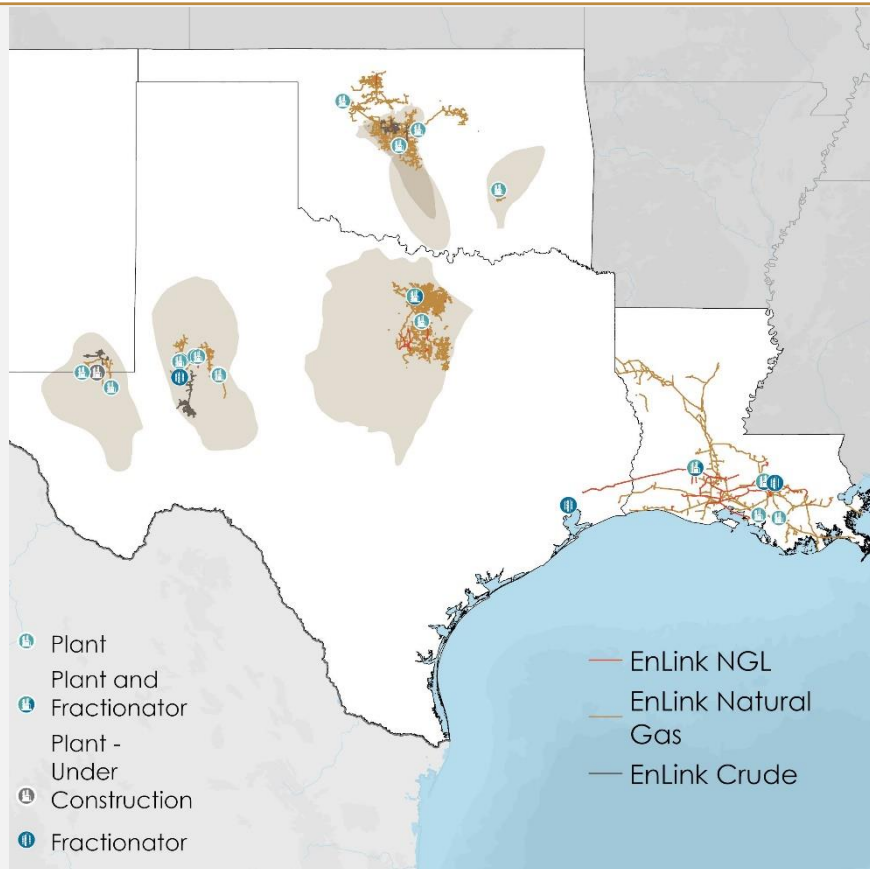 Plant
Plant and
Fractionator
Plant -
Under
Construction
Fractionator
EnLink NGL
EnLink Natural
Gas
EnLink Crude